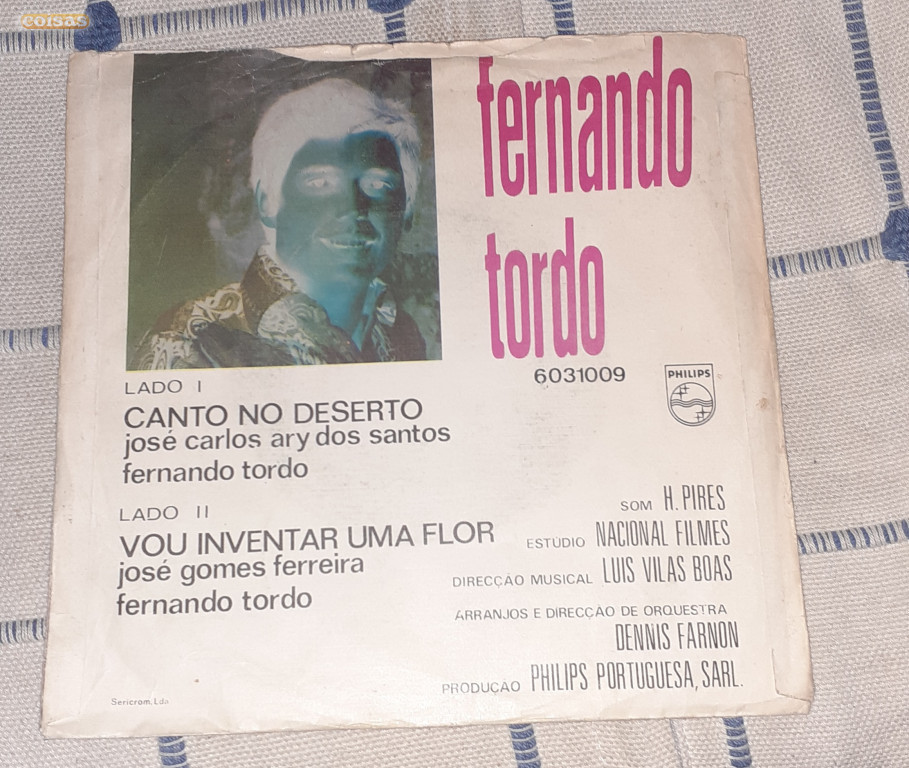 coisas
fernando
tordo
6031009
PHILIPS
LADO I
CANTO NO DESERTO
josé carlos ary dos santos
fernando tordo
LADO II
VOU INVENTAR UMA FLOR
josé gomes ferreira
fernando tordo
SOM H. PIRES
ESTÚDIO NACIONAL FILMES
DIRECÇÃO MUSICAL LUIS VILAS BOAS
ARRANJOS E DIRECÇÃO DE ORQUESTRA
DENNIS FARNON
PRODUÇÃO PHILIPS PORTUGUESA, SARL.
Sericrom, Lda